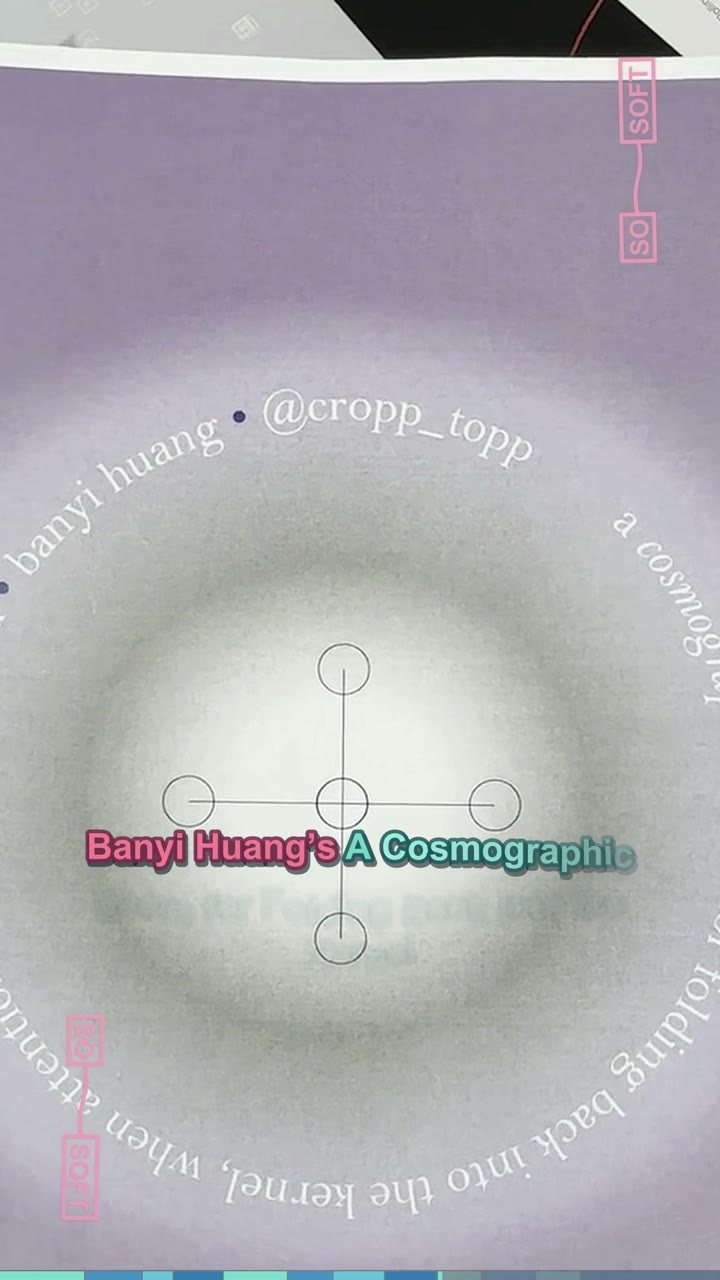 SO SOFT
banyi huang • @cropp_topp
a cosmograp
folding back into the kernel, when attentio
Banyi Huang's A Cosmographic
SO SOFT